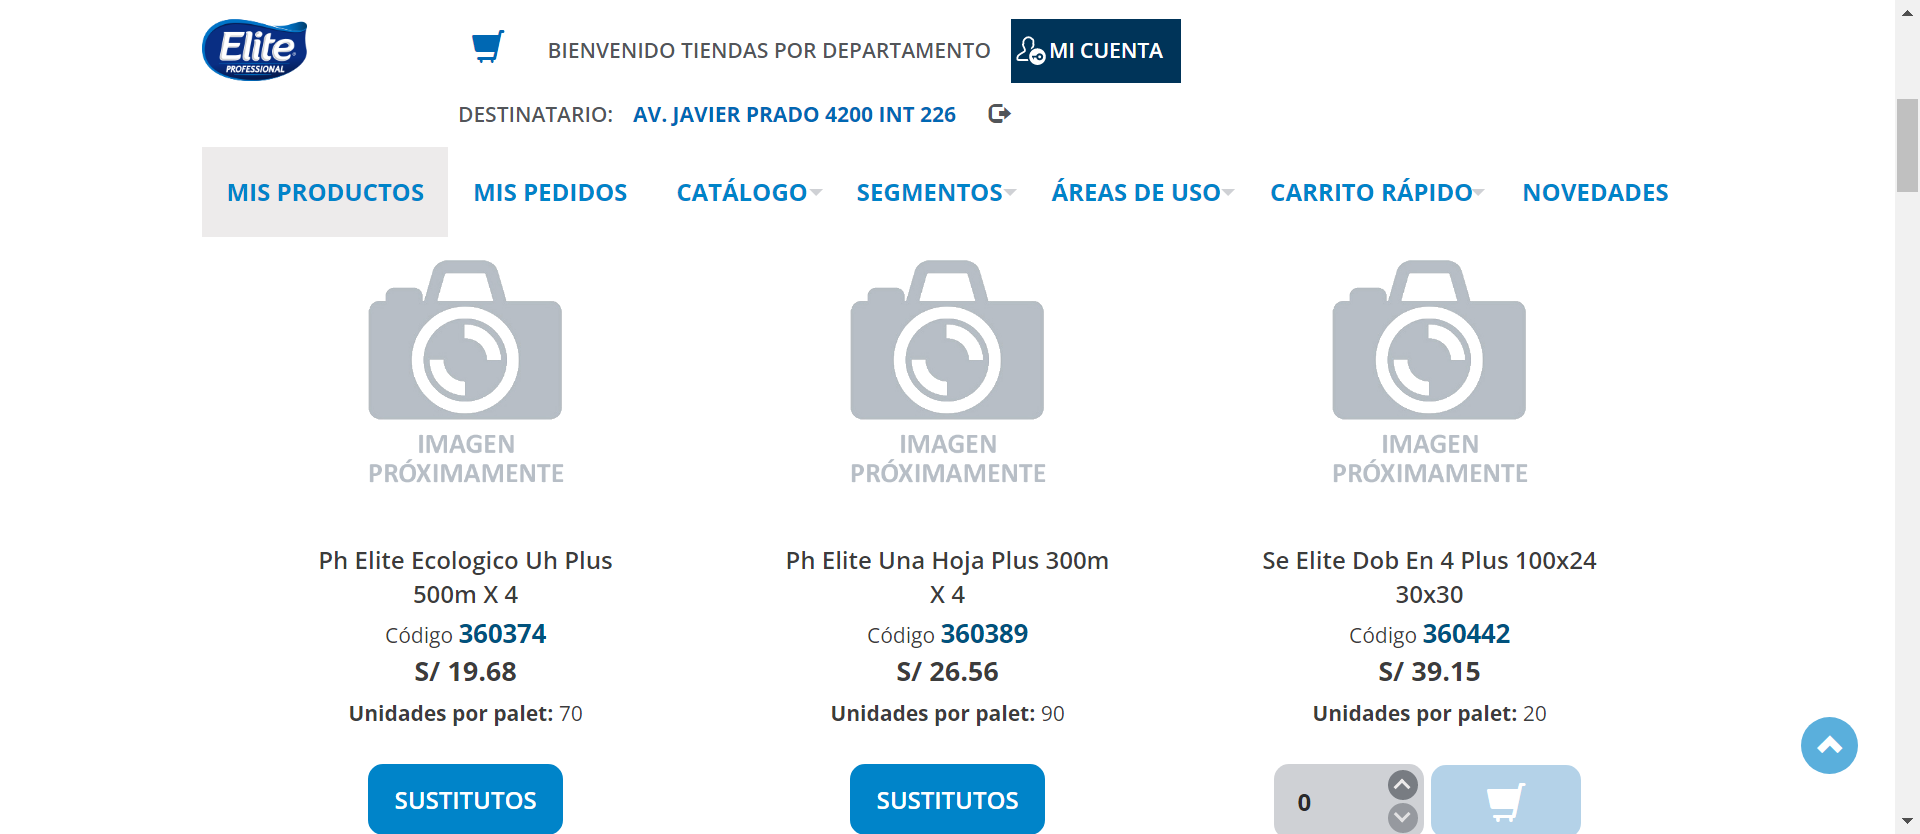 Elite
PROFESSIONAL
BIENVENIDO TIENDAS POR DEPARTAMENTO
MI CUENTA
DESTINATARIO: AV. JAVIER PRADO 4200 INT 226
MIS PRODUCTOS MIS PEDIDOS CATÁLOGO SEGMENTOS ÁREAS DE USO CARRITO RÁPIDO NOVEDADES
IMAGEN
PRÓXIMAMENTE
Ph Elite Ecologico Uh Plus
500m X 4
Código 360374
S/ 19.68
Unidades por palet: 70
SUSTITUTOS
IMAGEN
PRÓXIMAMENTE
Ph Elite Una Hoja Plus 300m
X 4
Código 360389
S/ 26.56
Unidades por palet: 90
SUSTITUTOS
IMAGEN
PRÓXIMAMENTE
Se Elite Dob En 4 Plus 100x24
30x30
Código 360442
S/ 39.15
Unidades por palet: 20
0